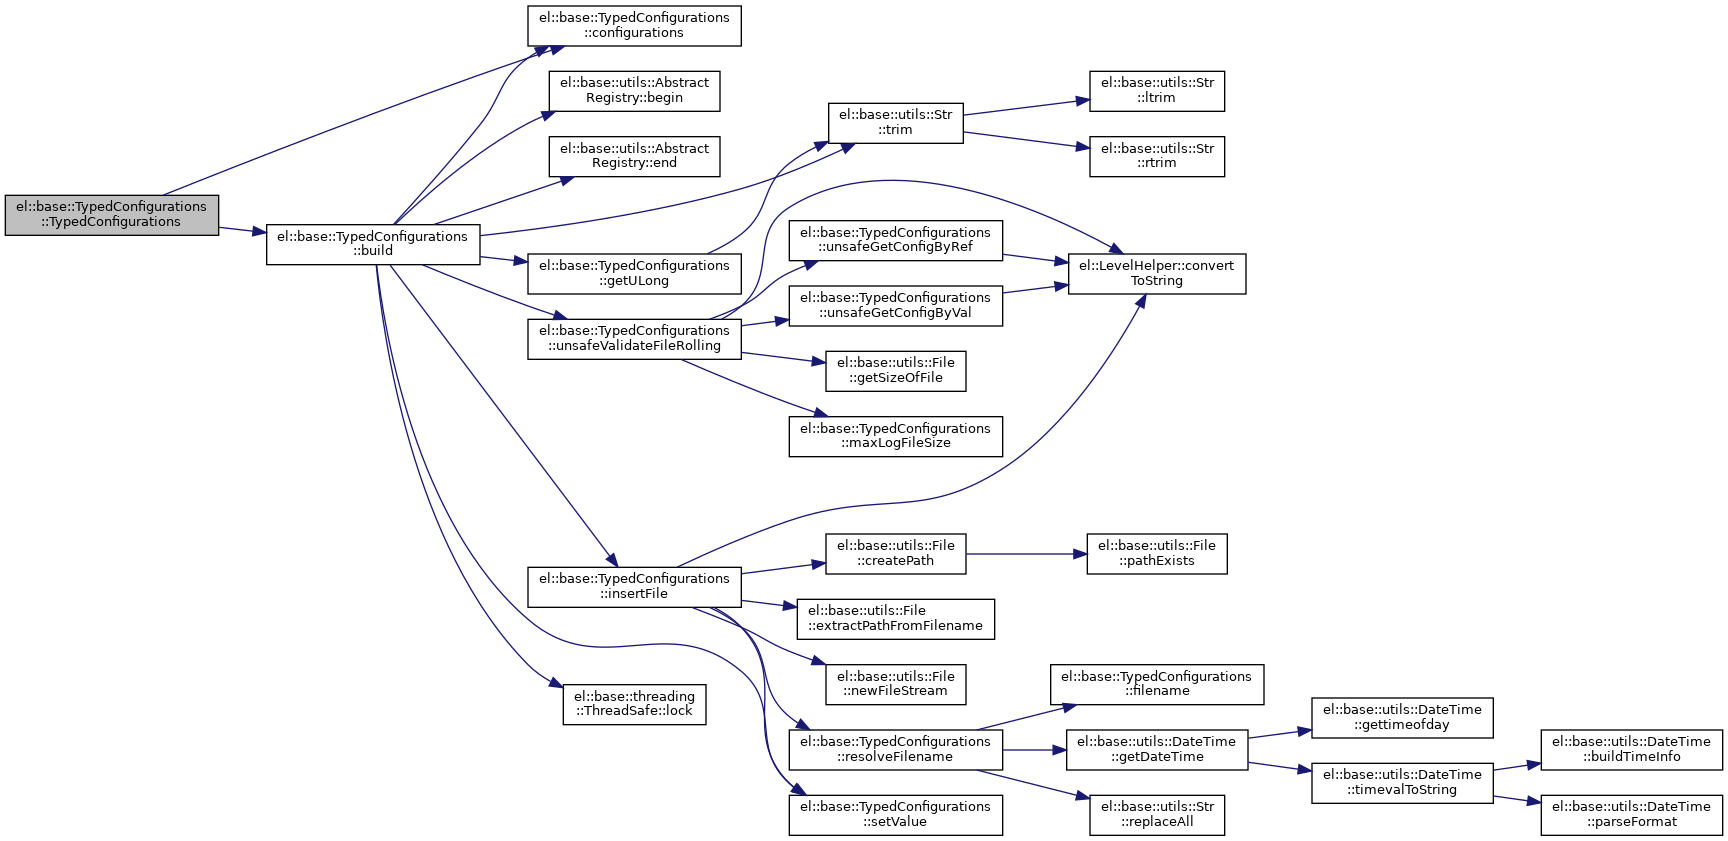 el::base::TypedConfigurations
::TypedConfigurations
el::base::TypedConfigurations
::build
el::base::TypedConfigurations
::configurations
el::base::utils::Abstract
Registry::begin
el::base::utils::Abstract
Registry::end
el::base::TypedConfigurations
::getULong
el::base::TypedConfigurations
::unsafeValidateFileRolling
el::base::TypedConfigurations
::insertFile
el::base::threading
::ThreadSafe::lock
el::base::utils::Str
::trim
el::base::TypedConfigurations
::unsafeGetConfigByRef
el::base::TypedConfigurations
::unsafeGetConfigByVal
el::base::utils::File
::getSizeOfFile
el::base::TypedConfigurations
::maxLogFileSize
el::base::utils::File
::createPath
el::base::utils::File
::extractPathFromFilename
el::base::utils::File
::newFileStream
el::base::TypedConfigurations
::resolveFilename
el::base::TypedConfigurations
::setValue
el::base::utils::Str
::ltrim
el::base::utils::Str
::rtrim
el::LevelHelper::convert
ToString
el::base::utils::File
::pathExists
el::base::TypedConfigurations
::filename
el::base::utils::DateTime
::getDateTime
el::base::utils::Str
::replaceAll
el::base::utils::DateTime
::gettimeofday
el::base::utils::DateTime
::timevalToString
el::base::utils::DateTime
::buildTimeInfo
el::base::utils::DateTime
::parseFormat